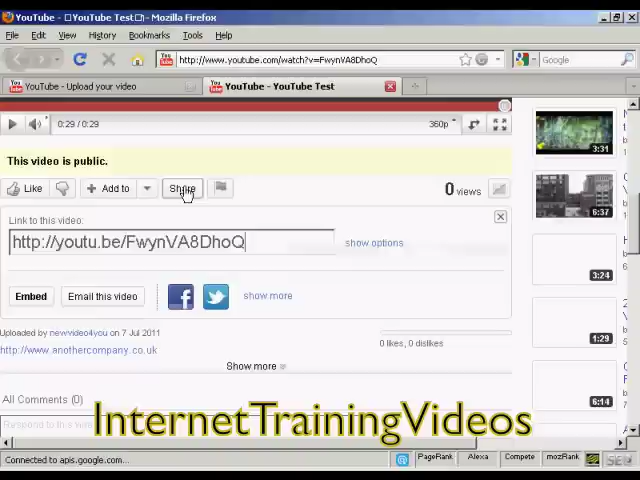 YouTube - YouTube Test - Mozilla Firefox
File Edit View History Bookmarks Tools Help
http://www.youtube.com/watch?v=FwynVA8DhoQ
Google
YouTube - Upload your video
YouTube - YouTube Test
0:29 / 0:29
360p
3:31
This video is public.
Like
Add to
Share
0 views
6:37
Link to this video:
http://youtu.be/FwynVA8DhoQ
show options
3:24
Embed
Email this video
show more
1:29
Uploaded by newvideo4you on 7 Jul 2011
0 likes, 0 dislikes
http://www.anothercompany.co.uk
Show more
All Comments (0)
6:14
InternetTrainingVideos
Connected to apis.google.com...
PageRank
Alexa
Compete
mozRank